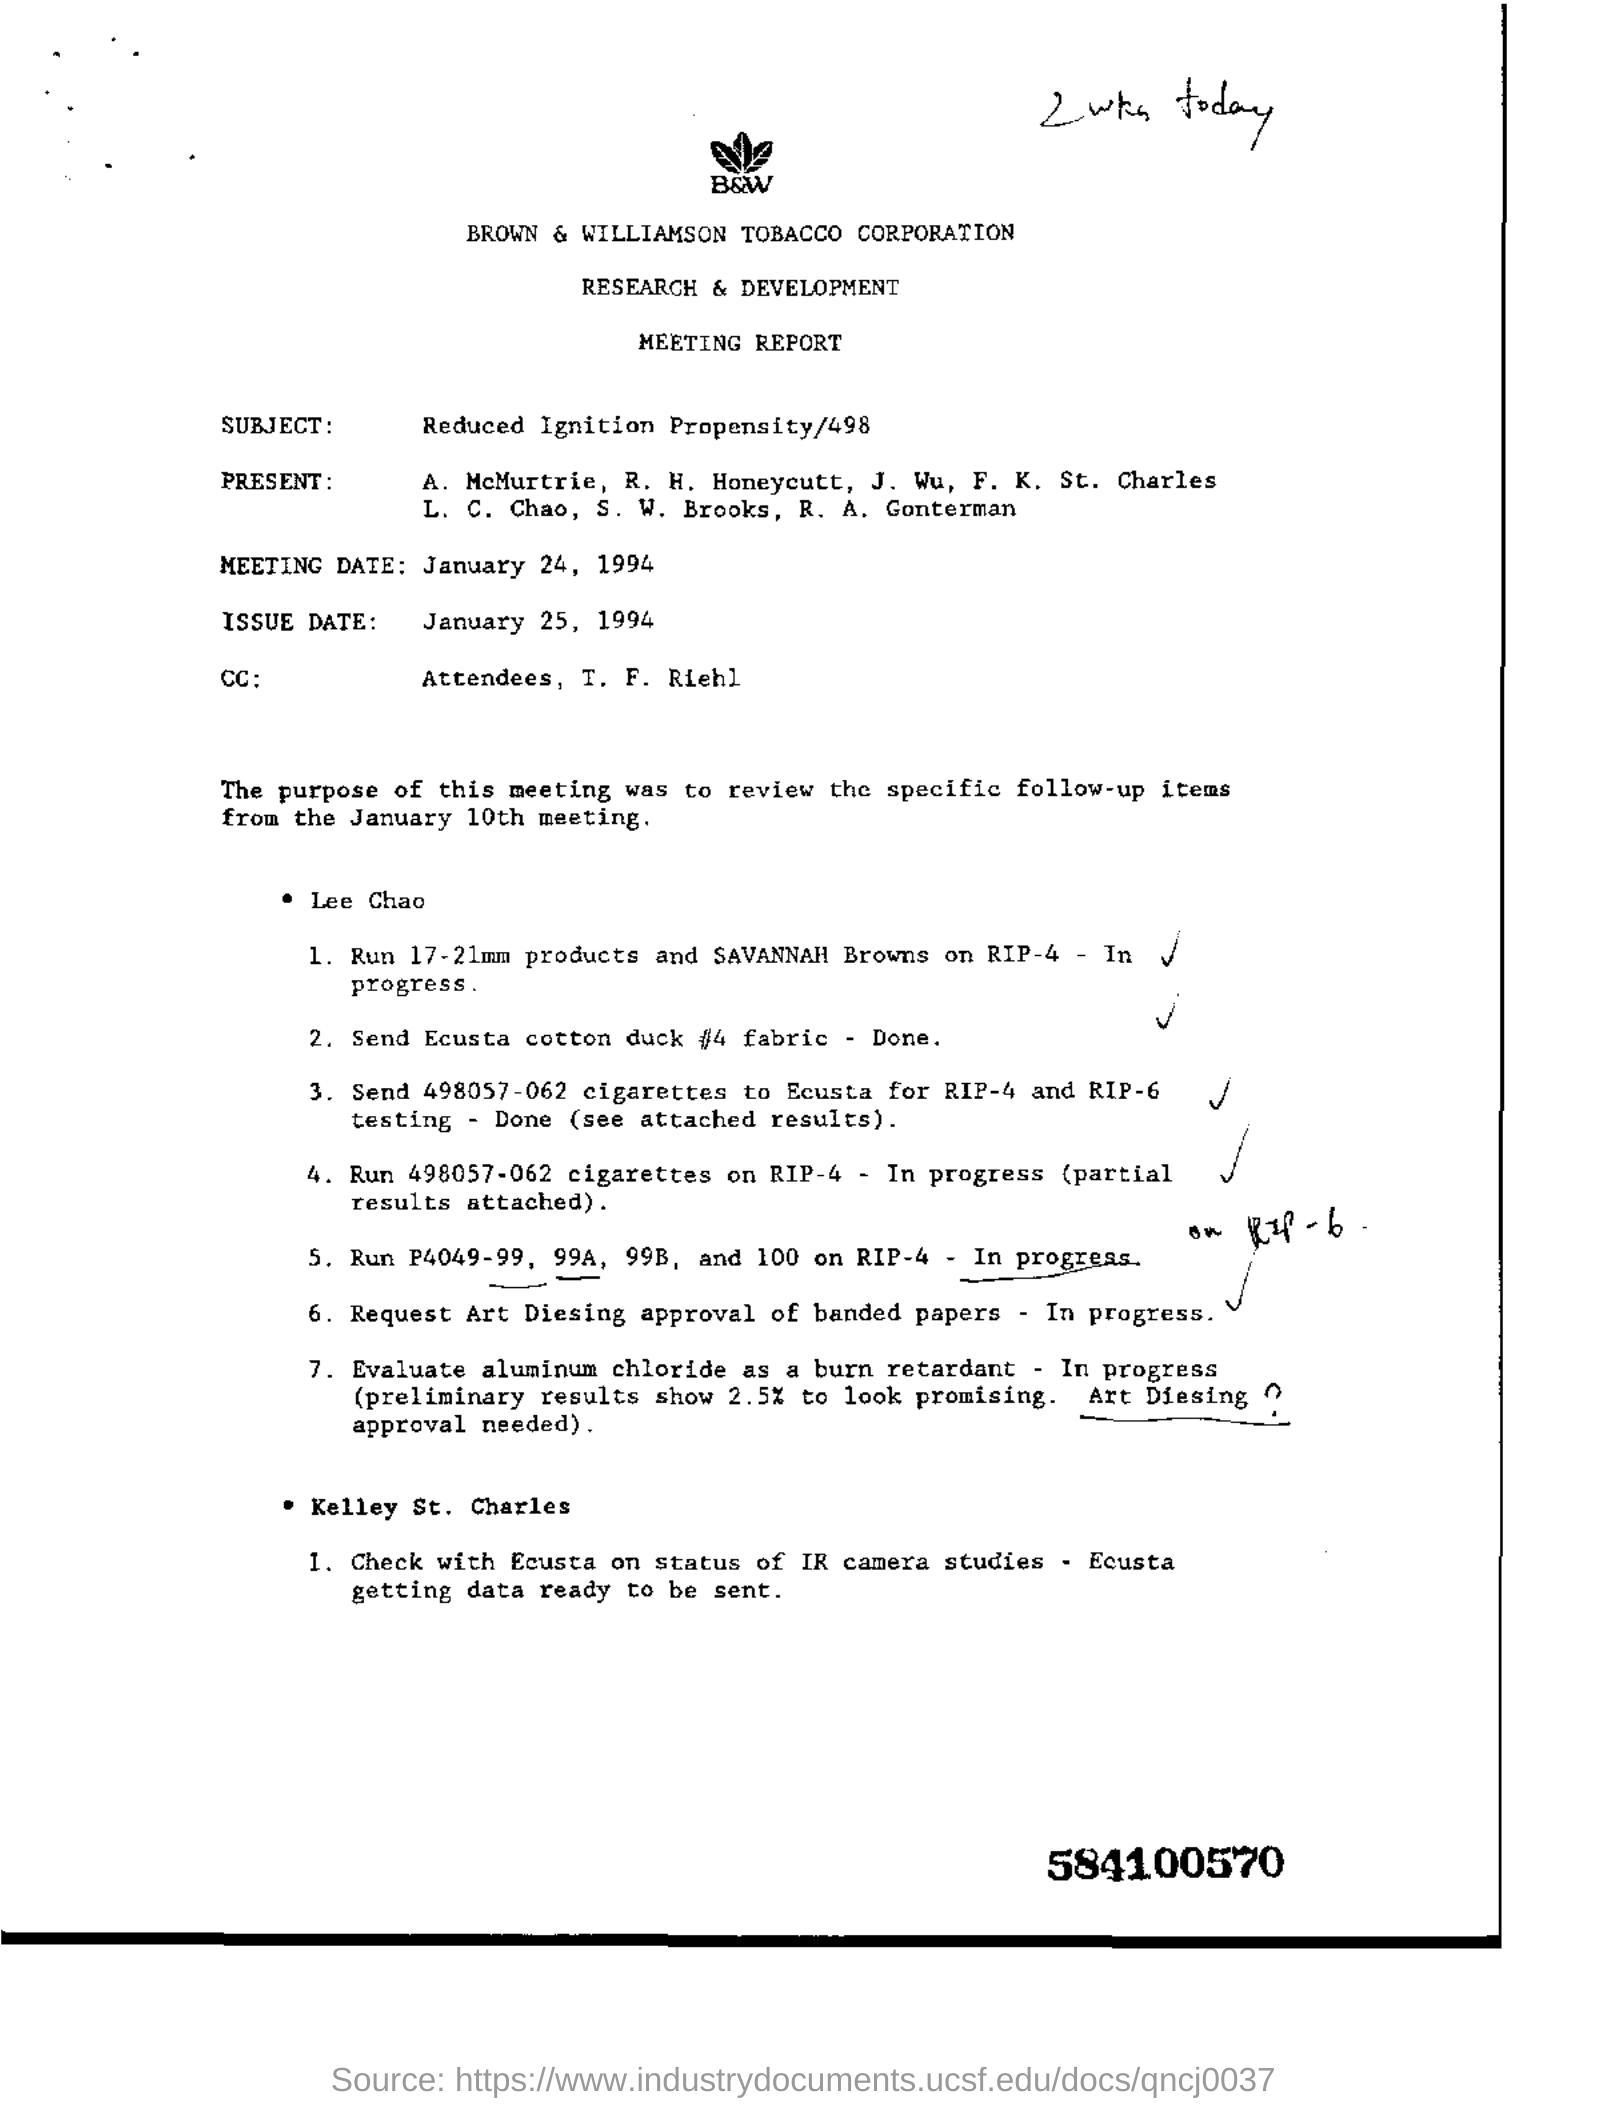 2 wks today
B&W
BROWN & WILLIAMSON TOBACCO CORPORATION
RESEARCH & DEVELOPMENT
MEETING REPORT
SUBJECT: Reduced Ignition Propensity/498
PRESENT: A. McMurtrie, R. H. Honeycutt, J. Wu, F. K. St. Charles
L. C. Chao, S. W. Brooks, R. A. Gonterman
MEETING DATE: January 24, 1994
ISSUE DATE: January 25, 1994
CC: Attendees, T. F. Riehl
The purpose of this meeting was to review the specific follow-up items
from the January 10th meeting.
• Lee Chao
1. Run 17-21mm products and SAVANNAH Browns on RIP-4 - In ✓
progress.
✓
2. Send Ecusta cotton duck #4 fabric - Done.
3. Send 498057-062 cigarettes to Ecusta for RIP-4 and RIP-6 ✓
testing - Done (see attached results).
4. Run 498057-062 cigarettes on RIP-4 - In progress (partial ✓
results attached).
on RIP-6.
5. Run P4049-99, 99A, 99B, and 100 on RIP-4 - In progress.
6. Request Art Diesing approval of banded papers - In progress. ✓
7. Evaluate aluminum chloride as a burn retardant - In progress
(preliminary results show 2.5% to look promising. Art Diesing ?
approval needed).
• Kelley St. Charles
1. Check with Ecusta on status of IR camera studies - Ecusta
getting data ready to be sent.
584100570
Source: https://www.industrydocuments.ucsf.edu/docs/qncj0037